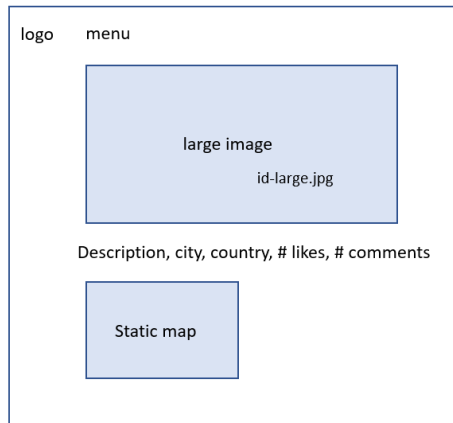 logo menu
large image
id-large.jpg
Description, city, country, # likes, # comments
Static map